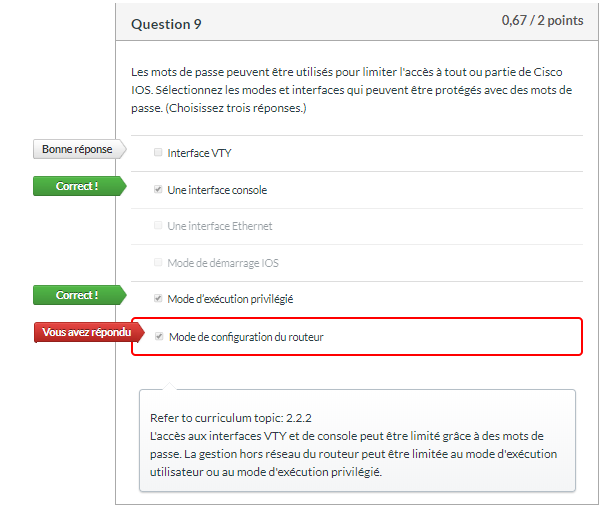 Question 9 0,67 / 2 points
Les mots de passe peuvent être utilisés pour limiter l'accès à tout ou partie de Cisco
IOS. Sélectionnez les modes et interfaces qui peuvent être protégés avec des mots de
passe. (Choisissez trois réponses.)
Bonne réponse Interface VTY
Correct ! Une interface console
Une interface Ethernet
Mode de démarrage IOS
Correct ! Mode d'exécution privilégié
Vous avez répondu Mode de configuration du routeur
Refer to curriculum topic: 2.2.2
L'accès aux interfaces VTY et de console peut être limité grâce à des mots de
passe. La gestion hors réseau du routeur peut être limitée au mode d'exécution
utilisateur ou au mode d'exécution privilégié.